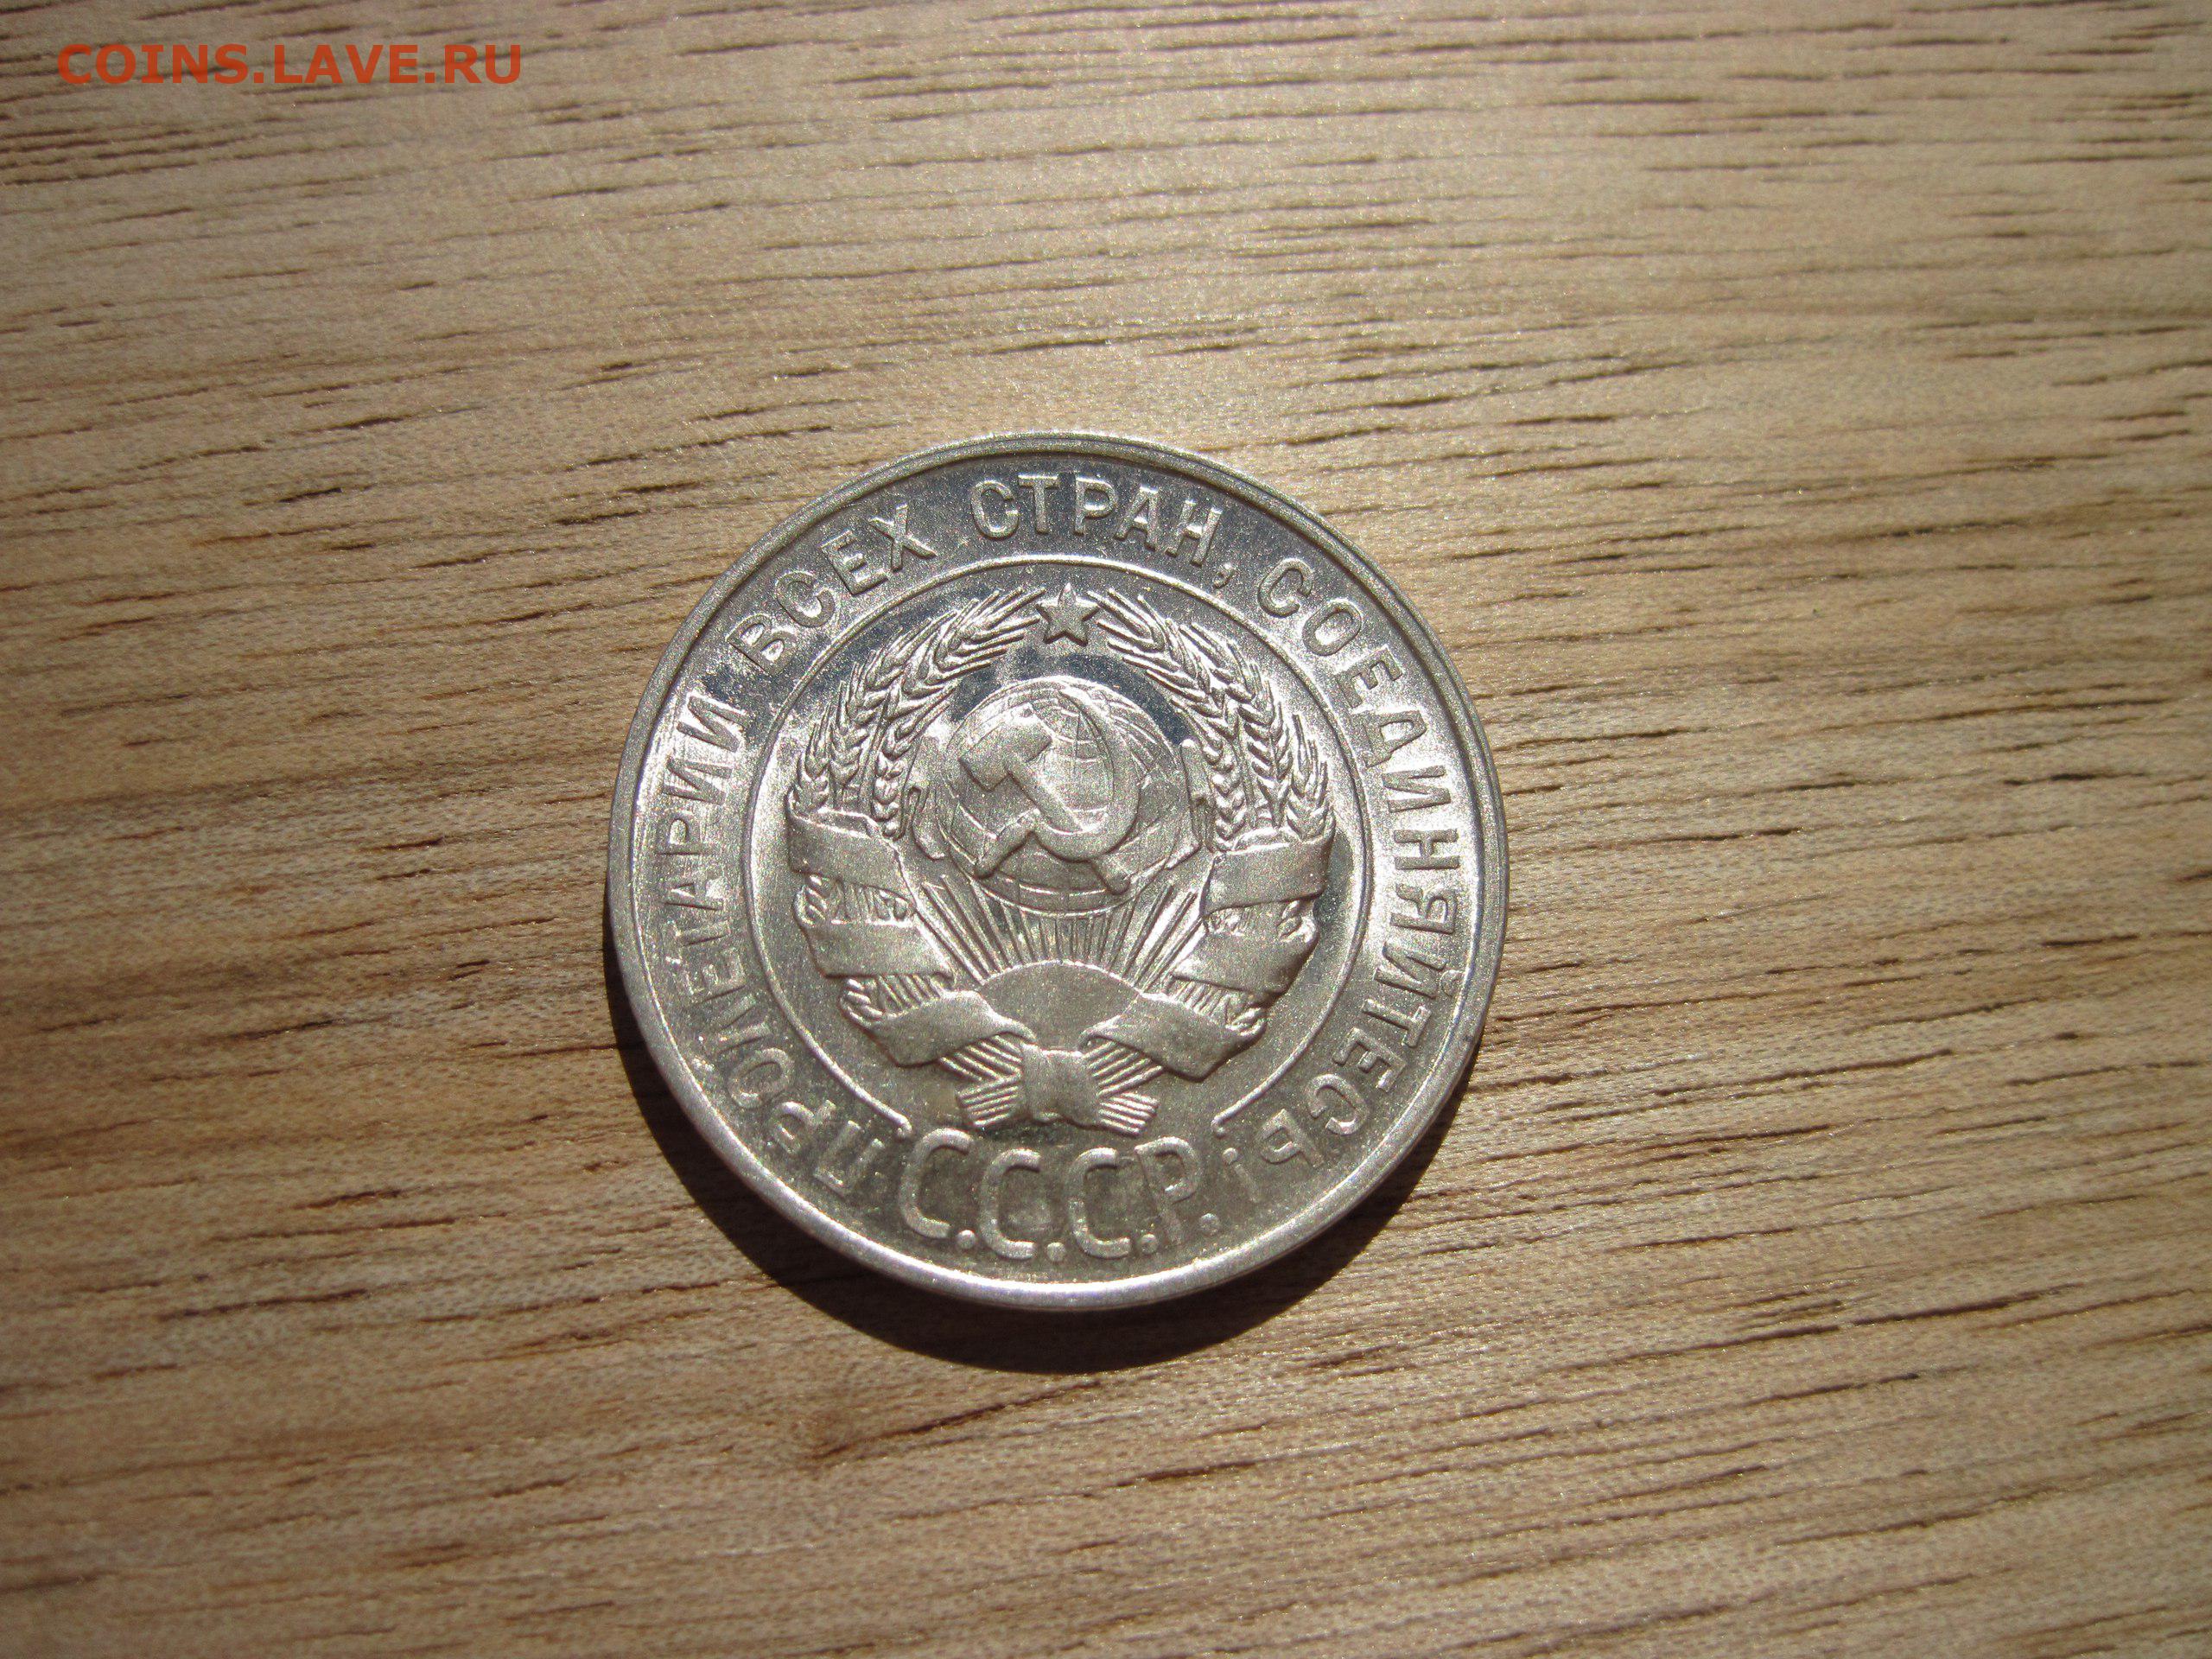 COINS.LAVE.RU
ПРОЛЕТАРИИ ВСЕХ СТРАН, СОЕДИНЯЙТЕСЬ!
С.С.С.Р.